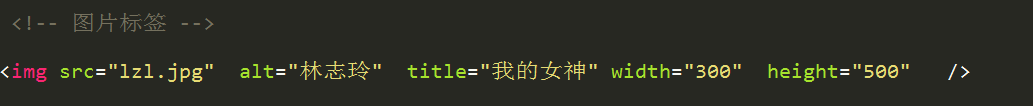 <!-- 图片标签 -->
<img src="lzl.jpg"  alt="林志玲"  title="我的女神" width="300"  height="500"   />